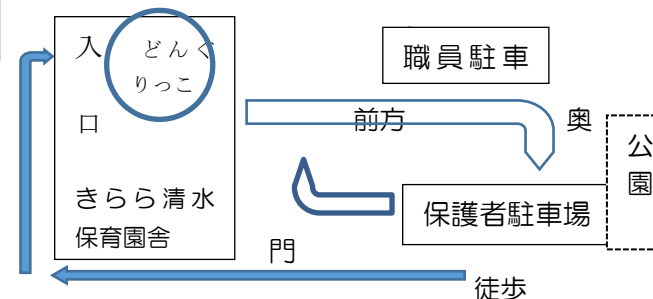 入
どんぐ
りっこ
口
きらら清水
保育園舎
職員駐車
前方
奥
公
園
保護者駐車場
門
徒歩